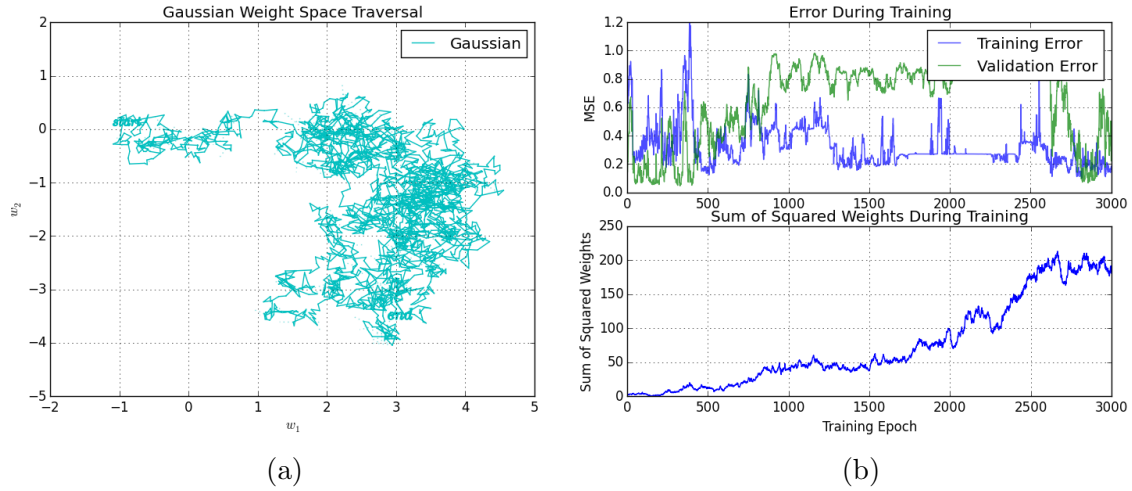 Gaussian Weight Space Traversal
Gaussian
start
end
2
1
0
−1
−2
−3
−4
−5
w₂
−2
−1
0
1
2
3
4
5
w₁
(a)
Error During Training
Training Error
Validation Error
1.2
1.0
0.8
0.6
0.4
0.2
0.0
MSE
0
500
1000
1500
2000
2500
3000
Sum of Squared Weights During Training
250
200
150
100
50
0
Sum of Squared Weights
0
500
1000
1500
2000
2500
3000
Training Epoch
(b)